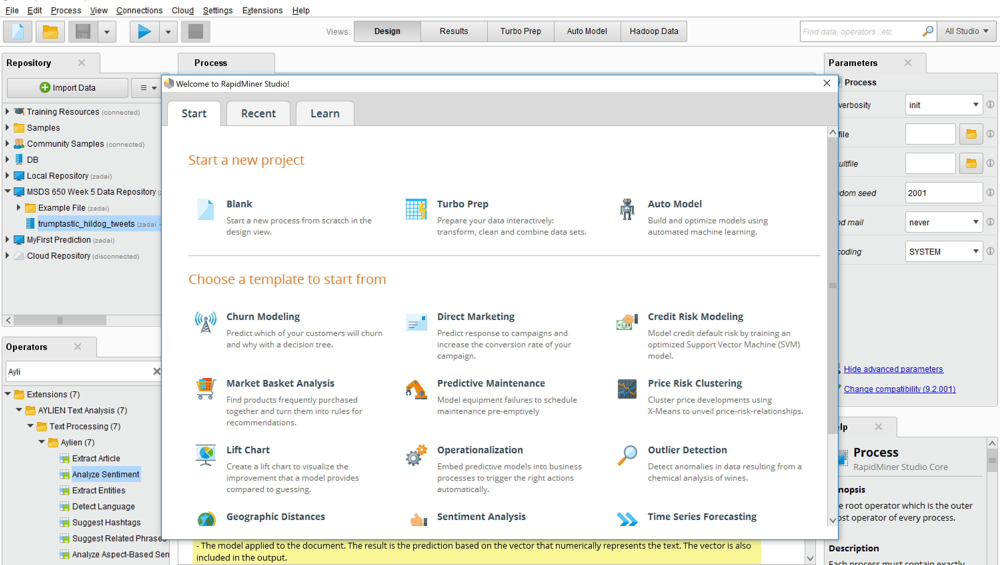 File Edit Process View Connections Cloud Settings Extensions Help
Views: Design Results Turbo Prep Auto Model Hadoop Data
Find data, operators...etc
All Studio
Repository
Import Data
Training Resources (connected)
Samples
Community Samples (connected)
DB
Local Repository (zadai)
MSDS 650 Week 5 Data Repository
Example File (zadai)
trumptastic_hildog_tweets (zadai -
MyFirst Prediction (zadai)
Cloud Repository (disconnected)
Operators
Ayli
Extensions (7)
AYLIEN Text Analysis (7)
Text Processing (7)
Aylien (7)
Extract Article
Analyze Sentiment
Extract Entities
Detect Language
Suggest Hashtags
Suggest Related Phrases
Analyze Aspect-Based Sen
Process
Welcome to RapidMiner Studio!
Start
Recent
Learn
Start a new project
Blank
Start a new process from scratch in the
design view.
Turbo Prep
Prepare your data interactively:
transform, clean and combine data sets.
Auto Model
Build and optimize models using
automated machine learning.
Choose a template to start from
Churn Modeling
Predict which of your customers will churn
and why with a decision tree.
Direct Marketing
Predict response to campaigns and
increase the conversion rate of your
campaign.
Credit Risk Modeling
Model credit default risk by training an
optimized Support Vector Machine (SVM)
model.
Market Basket Analysis
Find products frequently purchased
together and turn them into rules for
recommendations.
Predictive Maintenance
Model equipment failures to schedule
maintenance pre-emptively
Price Risk Clustering
Cluster price developments using
X-Means to unveil price-risk-relationships.
Lift Chart
Create a lift chart to visualize the
improvement that a model provides
compared to guessing.
Operationalization
Embed predictive models into business
processes to trigger the right actions
automatically.
Outlier Detection
Detect anomalies in data resulting from a
chemical analysis of wines.
Geographic Distances
Sentiment Analysis
Time Series Forecasting
- The model applied to the document. The result is the prediction based on the vector that numerically represents the text. The vector is also
included in the output.
Parameters
Process
verbosity
init
file
ultfile
dom seed
2001
nd mail
never
coding
SYSTEM
Hide advanced parameters
Change compatibility (9.2.001)
lp
Process
RapidMiner Studio Core
nopsis
e root operator which is the outer
ost operator of every process.
Description
Each process must contain exactly